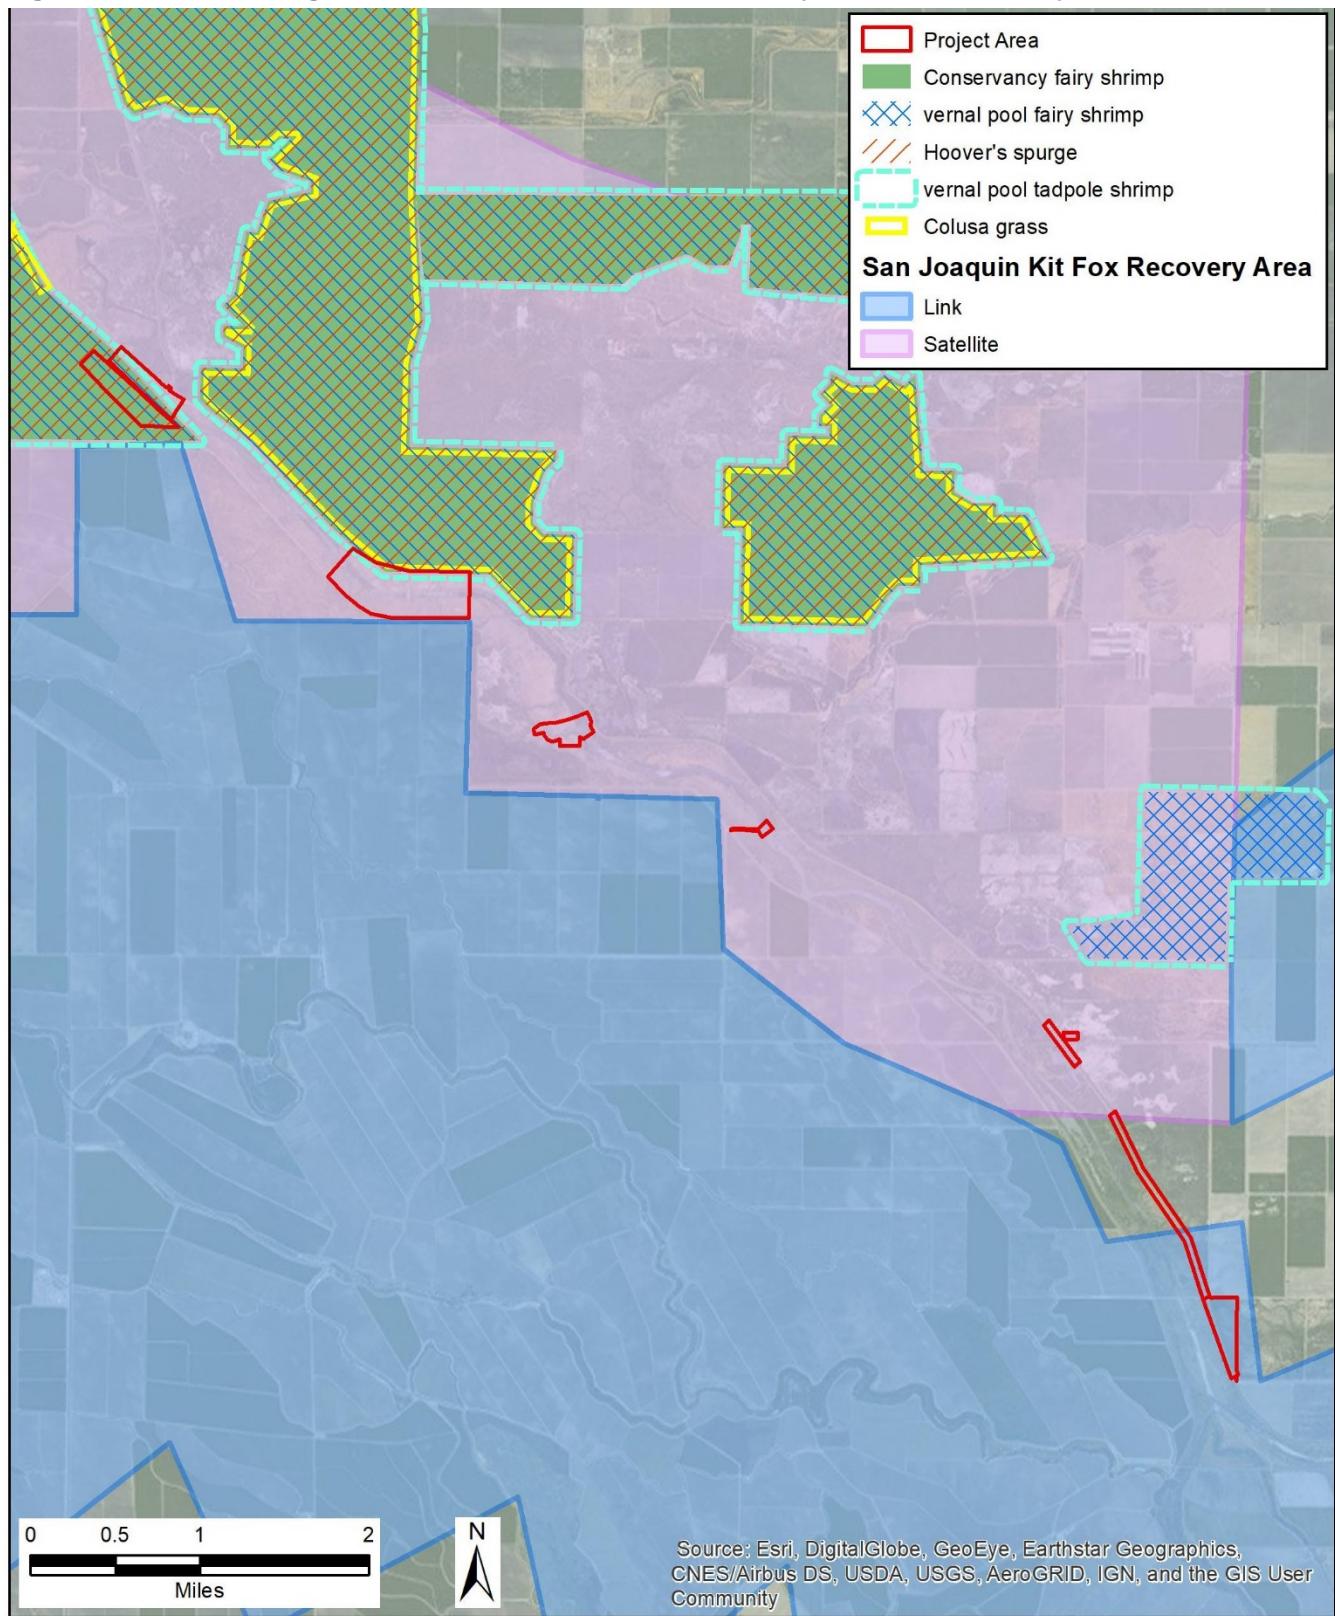 Project Area
Conservancy fairy shrimp
vernal pool fairy shrimp
Hoover's spurge
vernal pool tadpole shrimp
Colusa grass
San Joaquin Kit Fox Recovery Area
Link
Satellite
0 0.5 1 2
Miles
N
Source: Esri, DigitalGlobe, GeoEye, Earthstar Geographics,
CNES/Airbus DS, USDA, USGS, AeroGRID, IGN, and the GIS User
Community